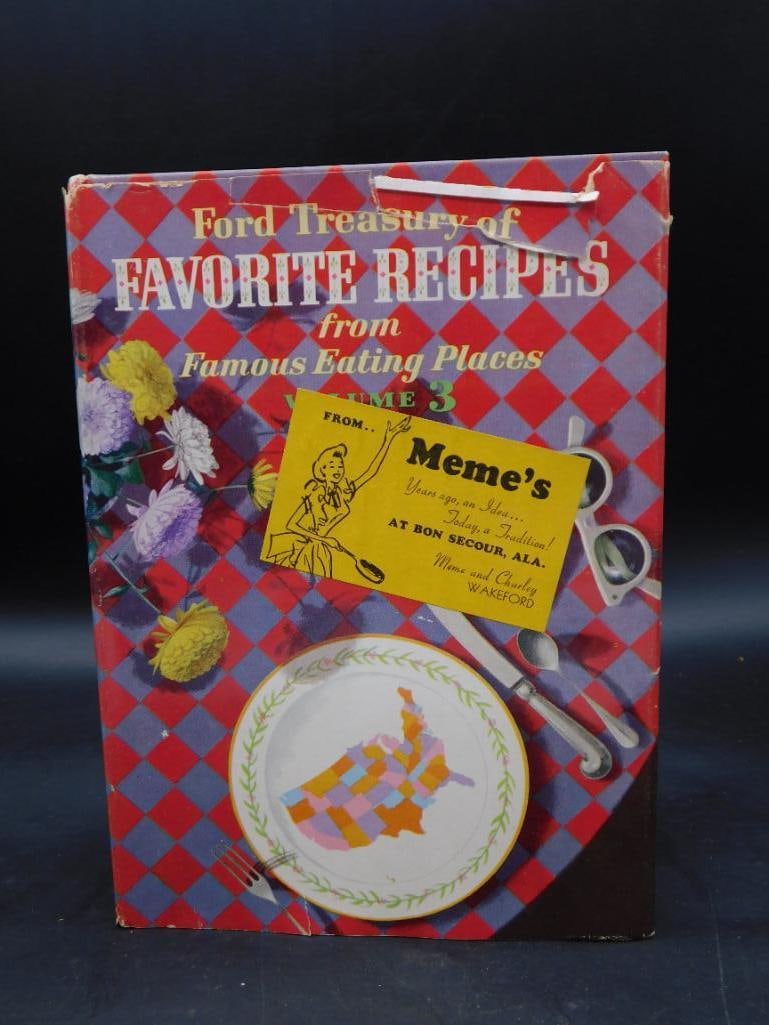 Ford Treasury of
FAVORITE RECIPES
from
Famous Eating Places
VOLUME 3
FROM..
Meme's
Years ago, an Idea...
Today, a Tradition!
AT BON SECOUR, ALA.
Meme and Charley
WAKEFORD